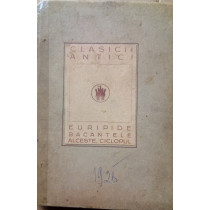 CLASICII
ANTICI
EURIPIDE
BACANTELE
ALCESTE, CICLOPUL
1926